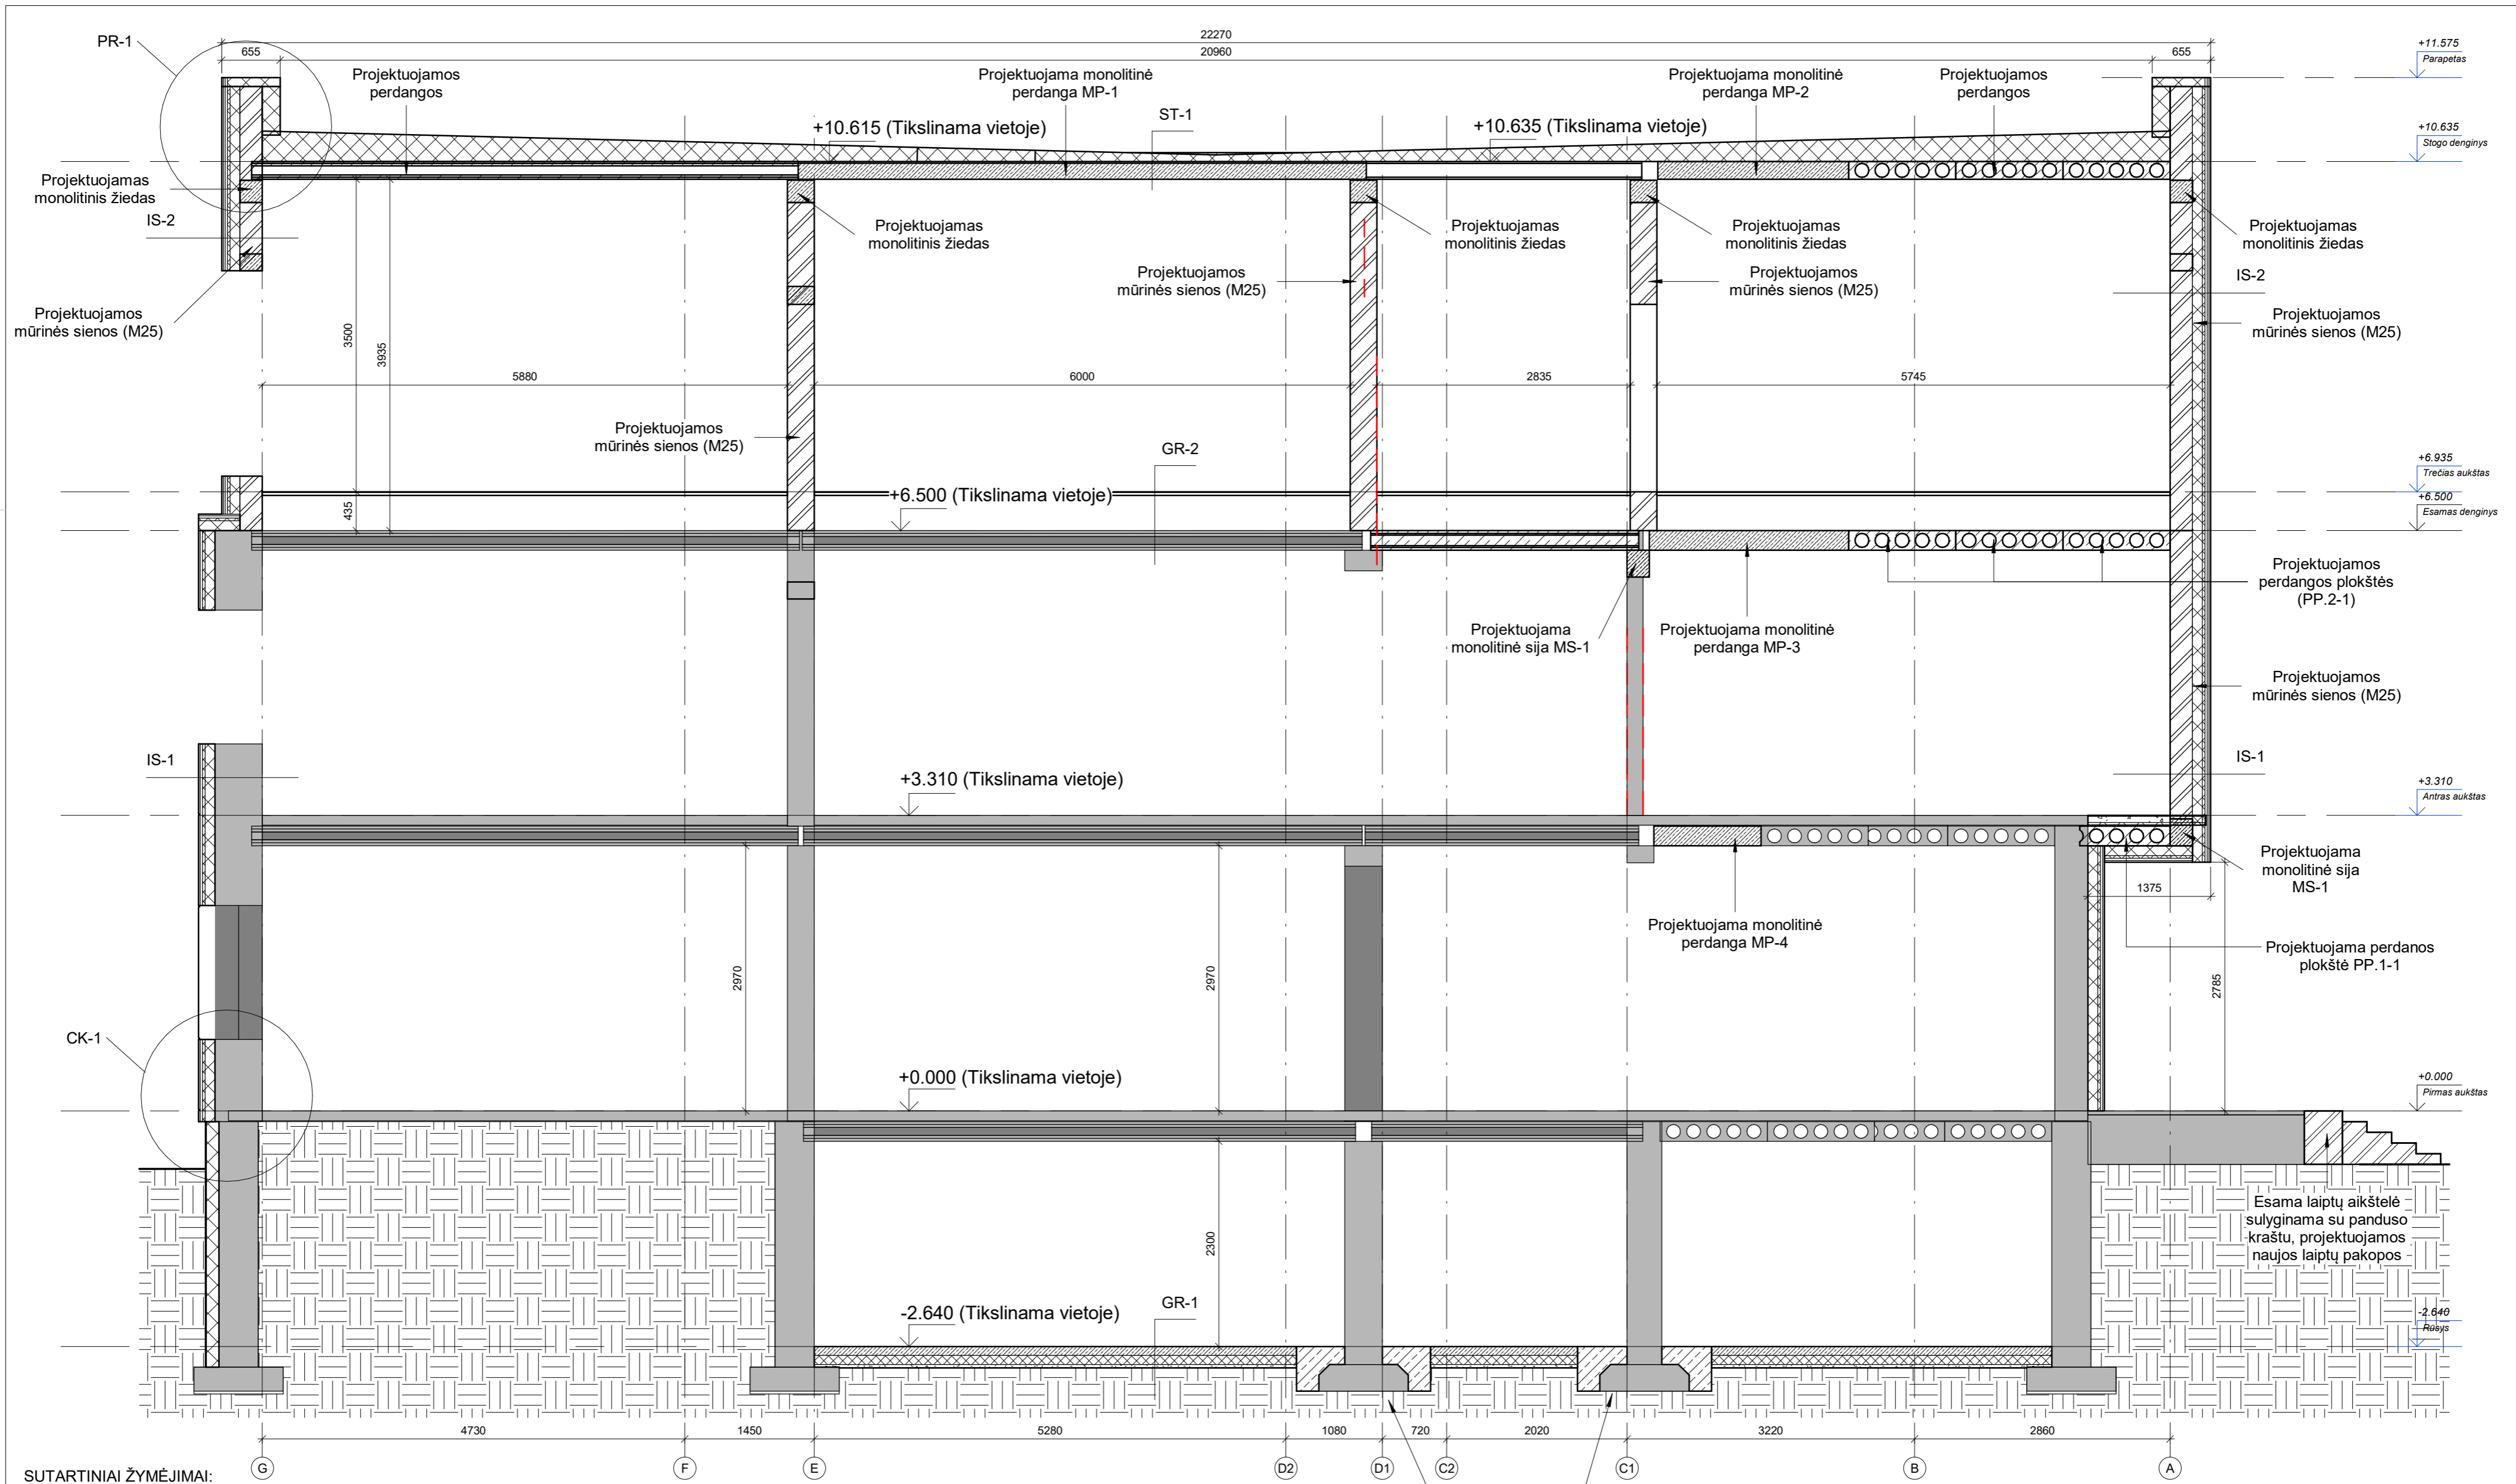 22270
PR-1
655
20960
655
+11.575
Parapetas
Projektuojamos
perdangos
Projektuojama monolitinė
perdanga MP-1
Projektuojama monolitinė
perdanga MP-2
Projektuojamos
perdangos
ST-1
+10.615 (Tikslinama vietoje)
+10.635 (Tikslinama vietoje)
+10.635
Stogo denginys
Projektuojamas
monolitinis žiedas
IS-2
Projektuojamas
monolitinis žiedas
Projektuojamas
monolitinis žiedas
Projektuojamas
monolitinis žiedas
Projektuojamas
monolitinis žiedas
Projektuojamos
mūrinės sienos (M25)
Projektuojamos
mūrinės sienos (M25)
IS-2
Projektuojamos
mūrinės sienos (M25)
Projektuojamos
mūrinės sienos (M25)
3500
3935
5880
6000
2835
5745
Projektuojamos
mūrinės sienos (M25)
GR-2
+6.935
Trečias aukštas
435
+6.500 (Tikslinama vietoje)
+6.500
Esamas denginys
Projektuojamos
perdangos plokštės
(PP.2-1)
Projektuojama
monolitinė sija MS-1
Projektuojama monolitinė
perdanga MP-3
Projektuojamos
mūrinės sienos (M25)
IS-1
IS-1
+3.310 (Tikslinama vietoje)
+3.310
Antras aukštas
Projektuojama
monolitinė sija
MS-1
1375
Projektuojama monolitinė
perdanga MP-4
Projektuojama perdanos
plokštė PP.1-1
2970
2970
2785
CK-1
+0.000 (Tikslinama vietoje)
+0.000
Pirmas aukštas
Esama laiptų aikštelė
sulyginama su panduso
kraštu, projektuojamos
naujos laiptų pakopos
2300
-2.640 (Tikslinama vietoje)
GR-1
-2.640
Rūsys
4730
1450
5280
1080
720
2020
3220
2860
G
F
E
D2
D1
C2
C1
B
A
SUTARTINIAI ŽYMĖJIMAI: